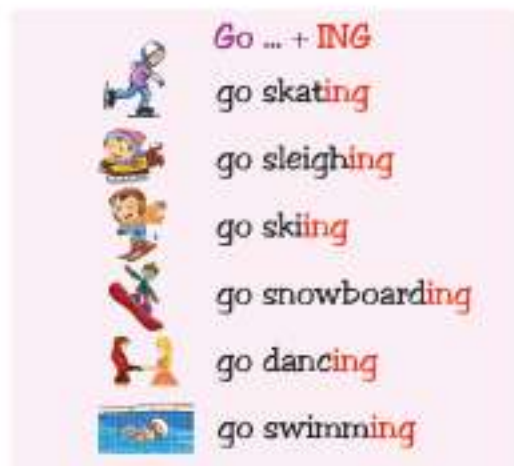 Go ... + ING
go skating
go sleighing
go skiing
go snowboarding
go dancing
go swimming